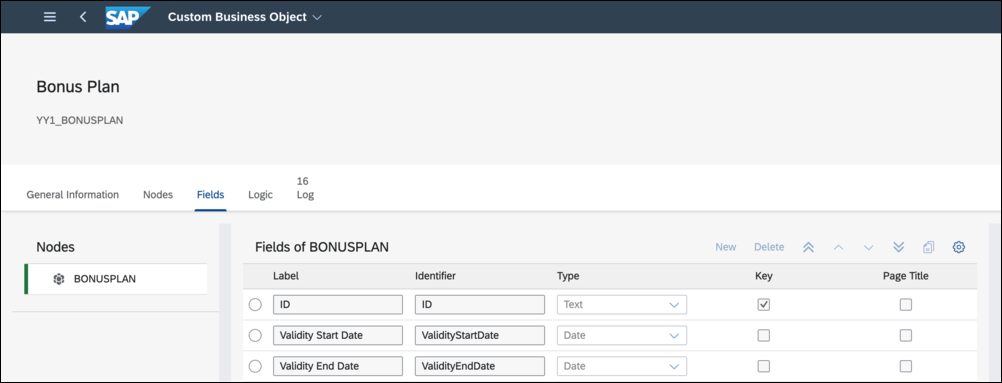 SAP Custom Business Object
Bonus Plan
YY1_BONUSPLAN
16
General Information Nodes Fields Logic Log
Nodes
BONUSPLAN
Fields of BONUSPLAN New Delete
Label Identifier Type Key Page Title
ID ID Text
Validity Start Date ValidityStartDate Date
Validity End Date ValidityEndDate Date